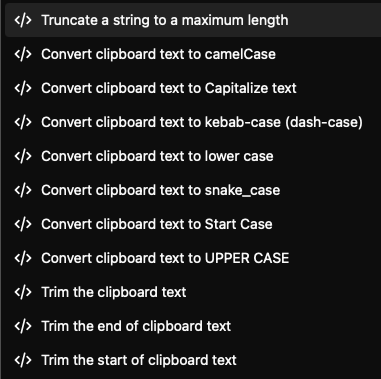 Truncate a string to a maximum length
Convert clipboard text to camelCase
Convert clipboard text to Capitalize text
Convert clipboard text to kebab-case (dash-case)
Convert clipboard text to lower case
Convert clipboard text to snake_case
Convert clipboard text to Start Case
Convert clipboard text to UPPER CASE
Trim the clipboard text
Trim the end of clipboard text
Trim the start of clipboard text